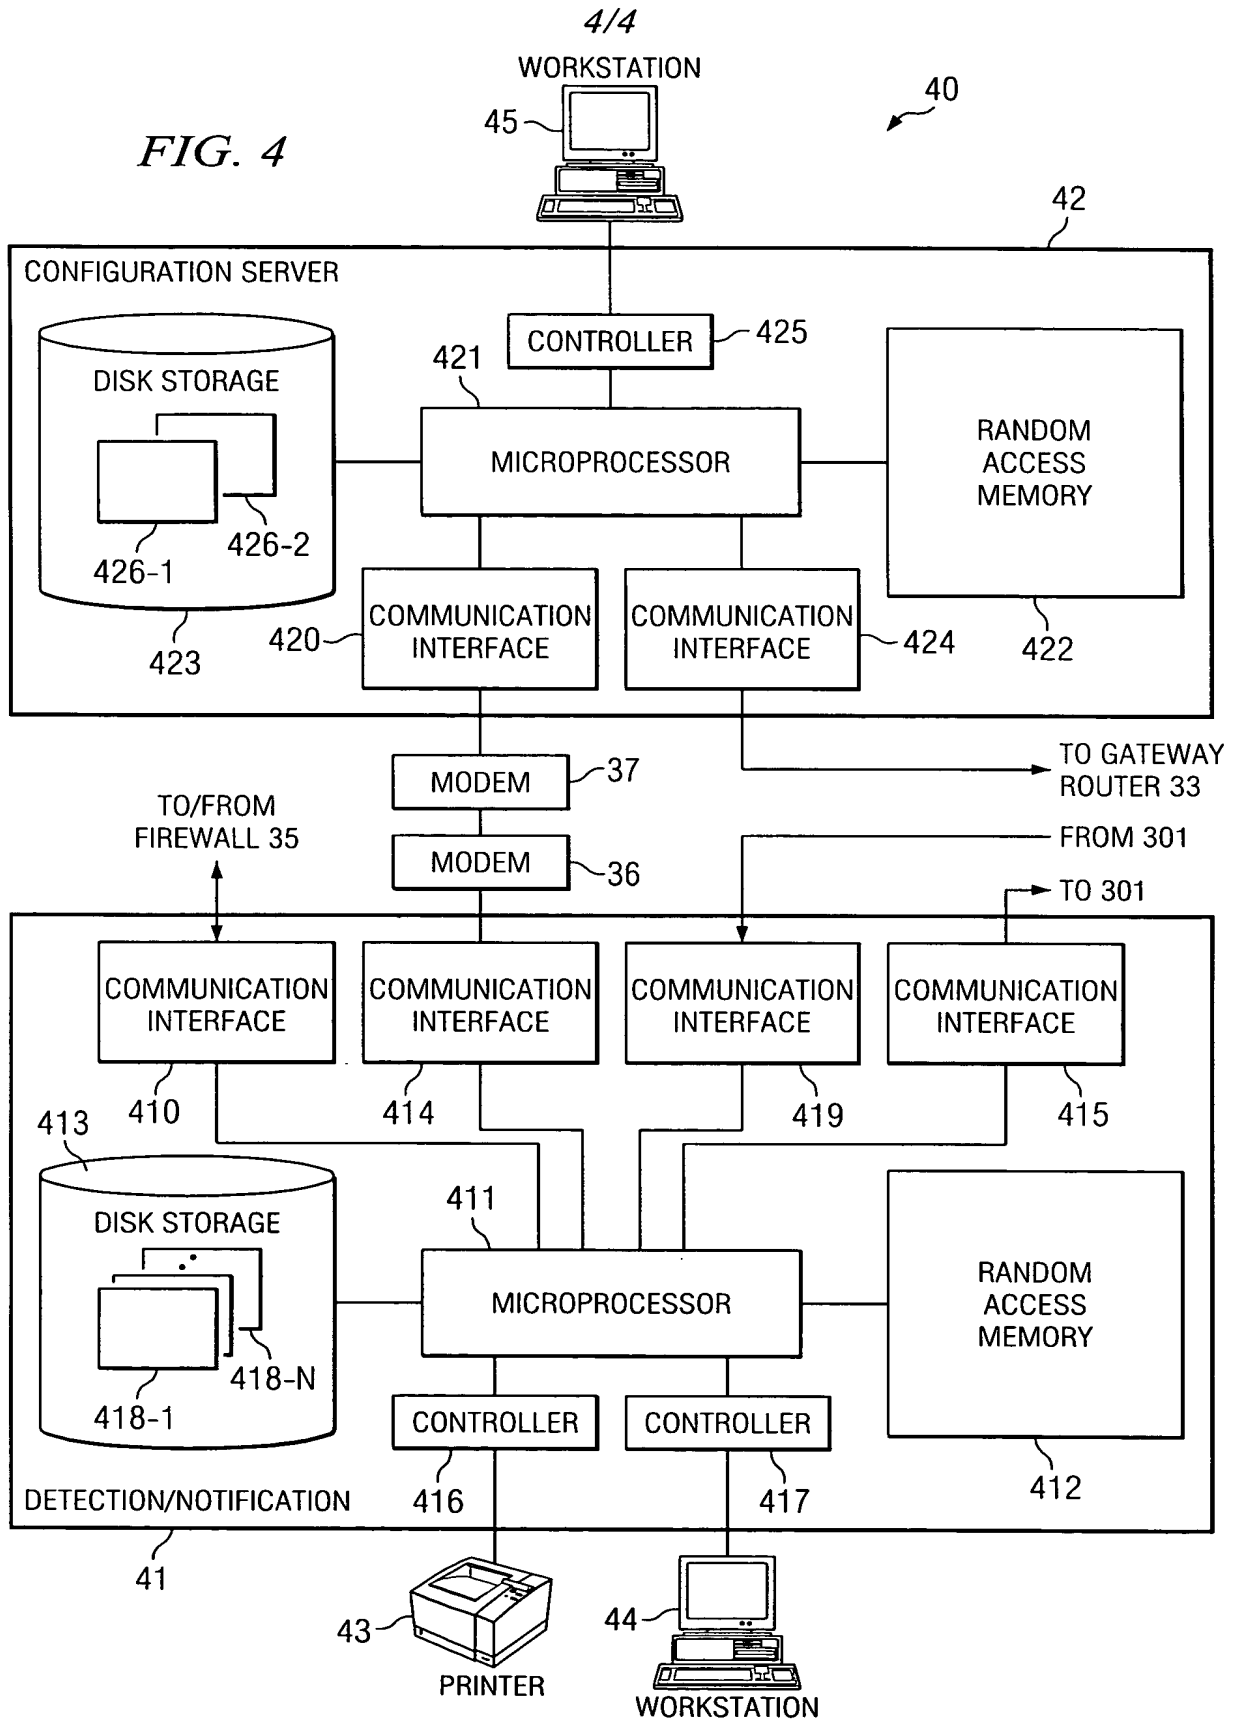 4/4
WORKSTATION
40
45
FIG. 4
42
CONFIGURATION SERVER
CONTROLLER
425
421
DISK STORAGE
MICROPROCESSOR
RANDOM
ACCESS
MEMORY
426-2
426-1
COMMUNICATION
INTERFACE
COMMUNICATION
INTERFACE
420
424
422
423
MODEM
37
TO GATEWAY
ROUTER 33
TO/FROM
FIREWALL 35
FROM 301
MODEM
36
TO 301
COMMUNICATION
INTERFACE
COMMUNICATION
INTERFACE
COMMUNICATION
INTERFACE
COMMUNICATION
INTERFACE
410
414
419
415
413
411
DISK STORAGE
MICROPROCESSOR
RANDOM
ACCESS
MEMORY
418-N
418-1
CONTROLLER
CONTROLLER
416
417
412
DETECTION/NOTIFICATION
41
43
44
PRINTER
WORKSTATION